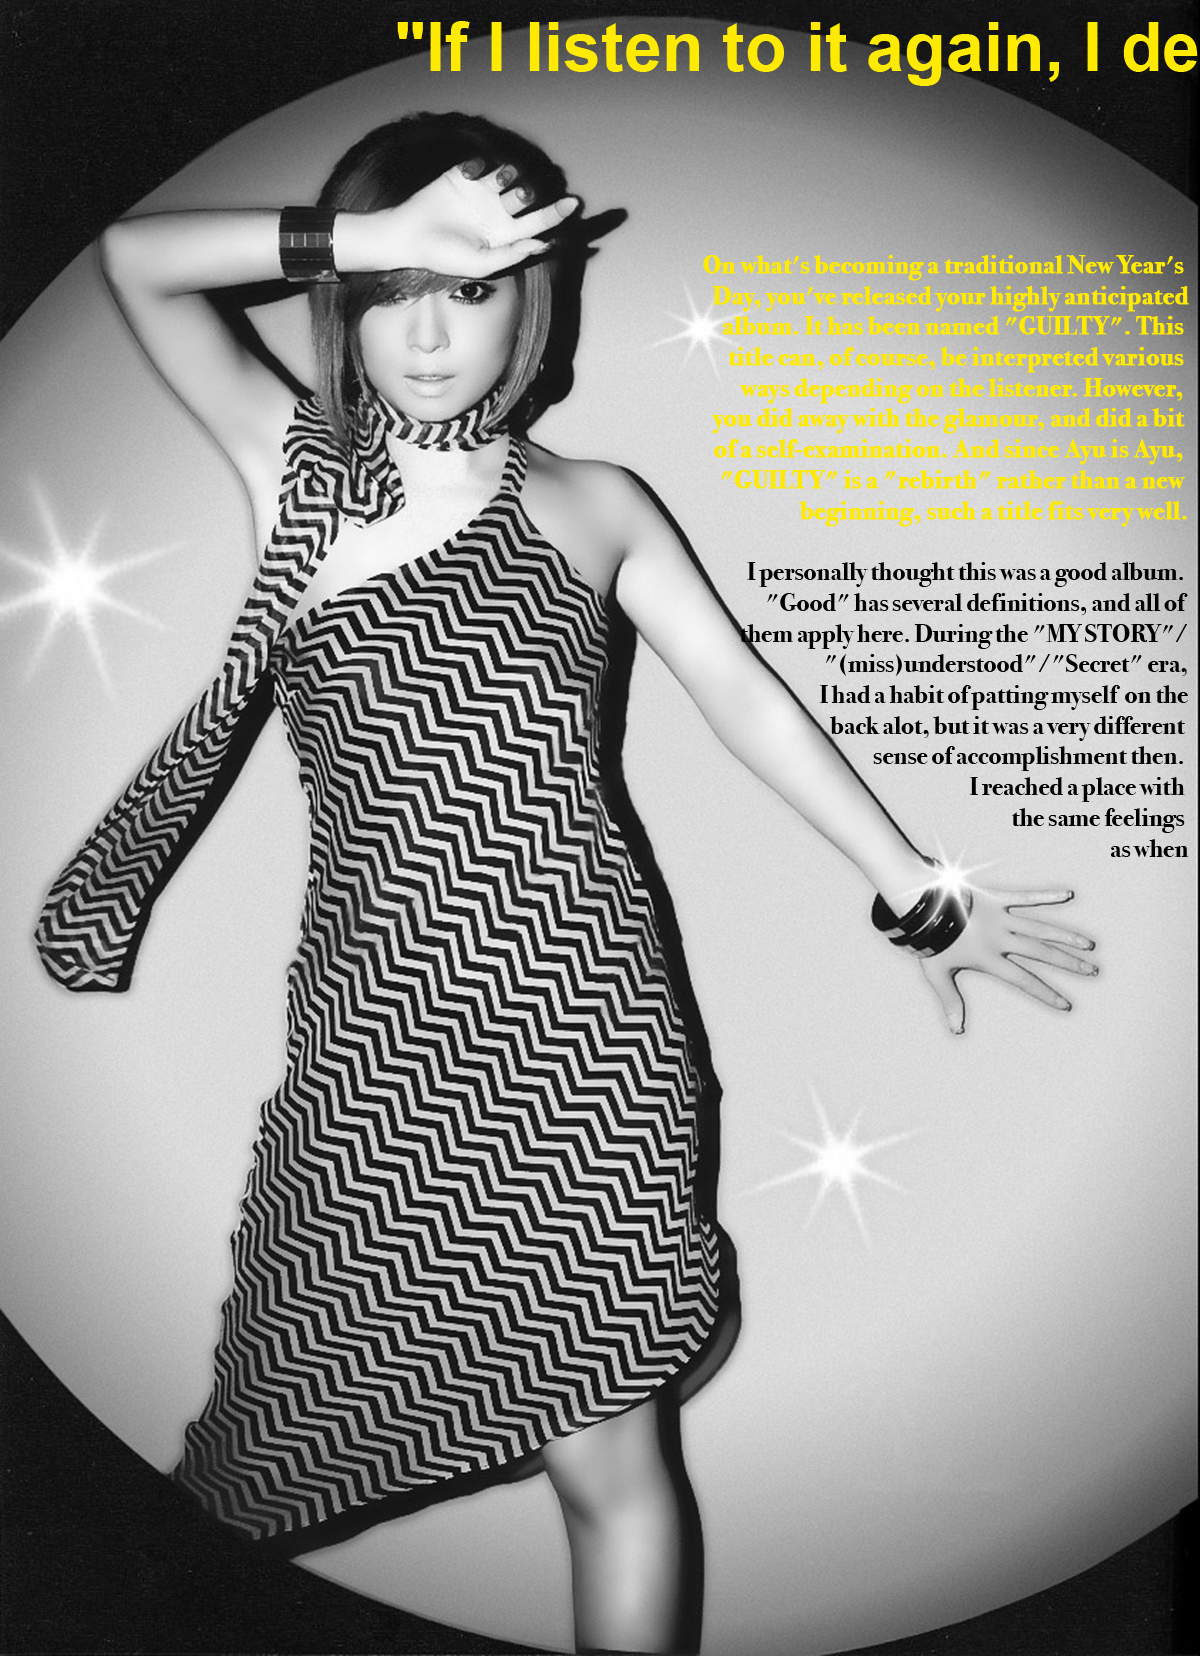 "If I listen to it again, I de
On what's becoming a traditional New Year's
Day, you've released your highly anticipated
album. It has been named "GUILTY". This
title can, of course, be interpreted various
ways depending on the listener. However,
you did away with the glamour, and did a bit
of a self-examination. And since Ayu is Ayu,
"GUILTY" is a "rebirth" rather than a new
beginning, such a title fits very well.
I personally thought this was a good album.
"Good" has several definitions, and all of
them apply here. During the "MY STORY"/
"(miss)understood"/"Secret" era,
I had a habit of patting myself on the
back alot, but it was a very different
sense of accomplishment then.
I reached a place with
the same feelings
as when